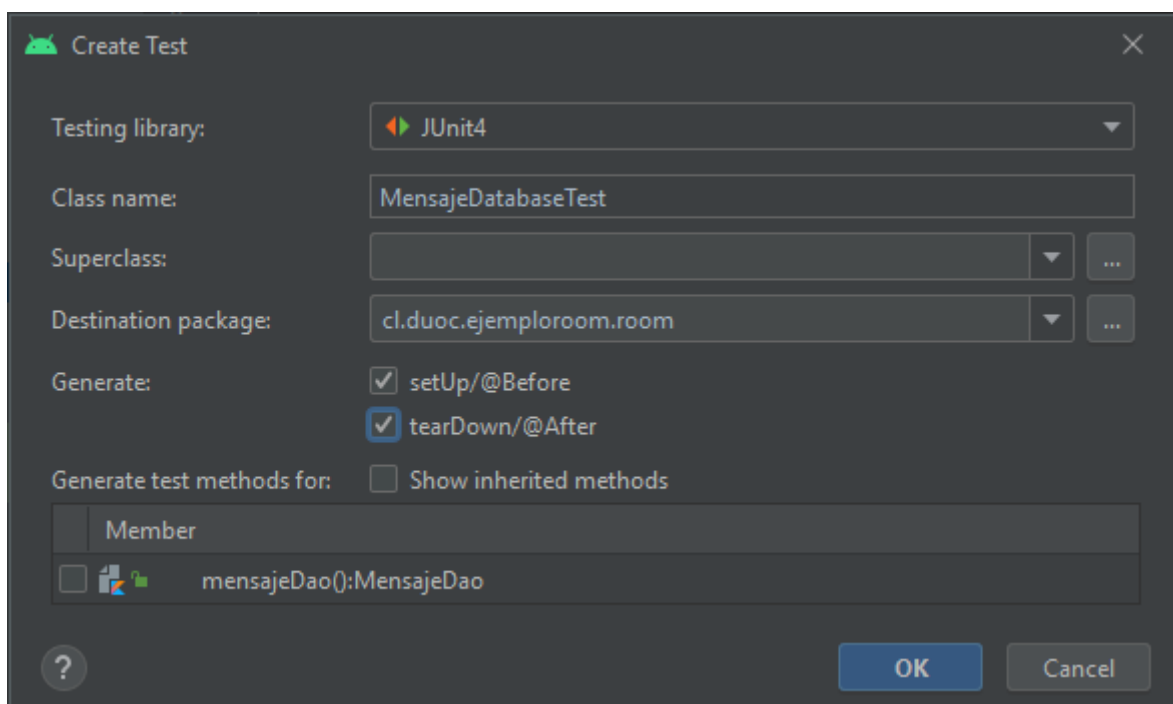 Create Test
Testing library: JUnit4
Class name: MensajeDatabaseTest
Superclass: ...
Destination package: cl.duoc.ejemploroom.room ...
Generate: setUp/@Before
tearDown/@After
Generate test methods for: Show inherited methods
Member
mensajeDao():MensajeDao
? OK Cancel